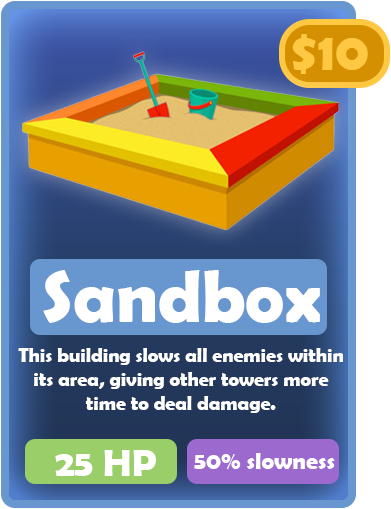 $10
Sandbox
This building slows all enemies within
its area, giving other towers more
time to deal damage.
25 HP
50% slowness